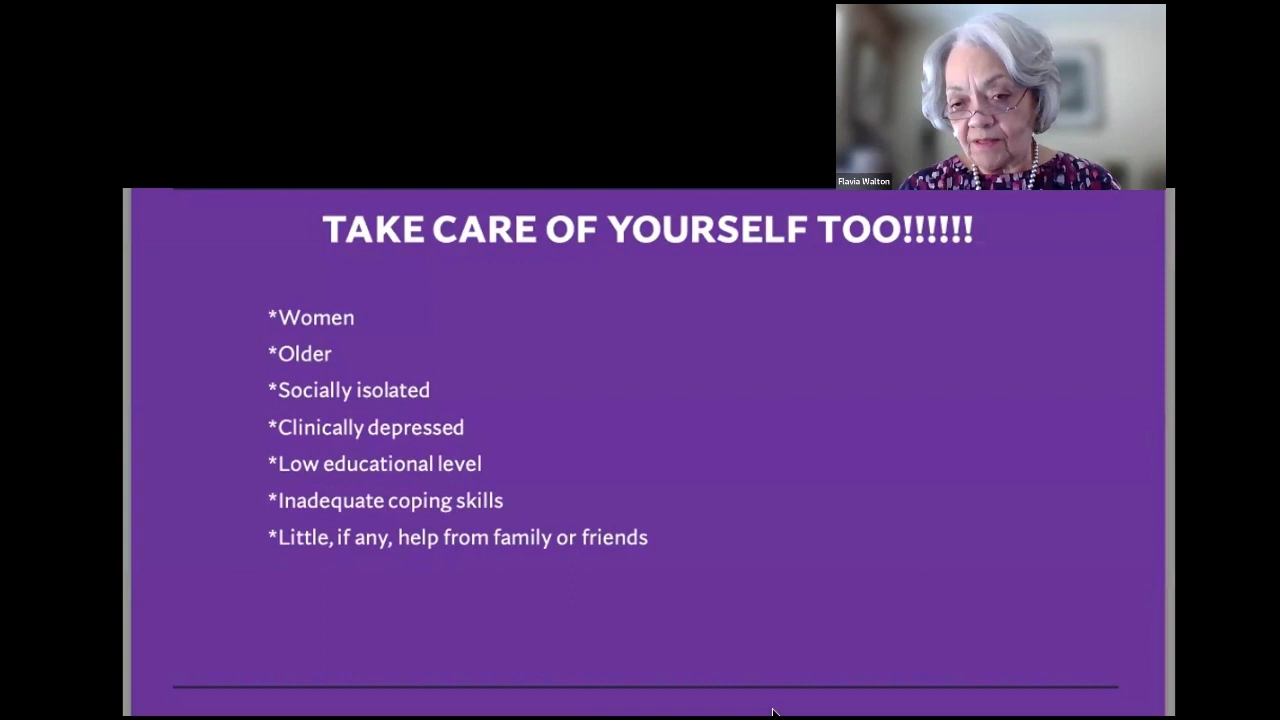 Flavia Walton
TAKE CARE OF YOURSELF TOO!!!!!!
*Women
*Older
*Socially isolated
*Clinically depressed
*Low educational level
*Inadequate coping skills
*Little, if any, help from family or friends